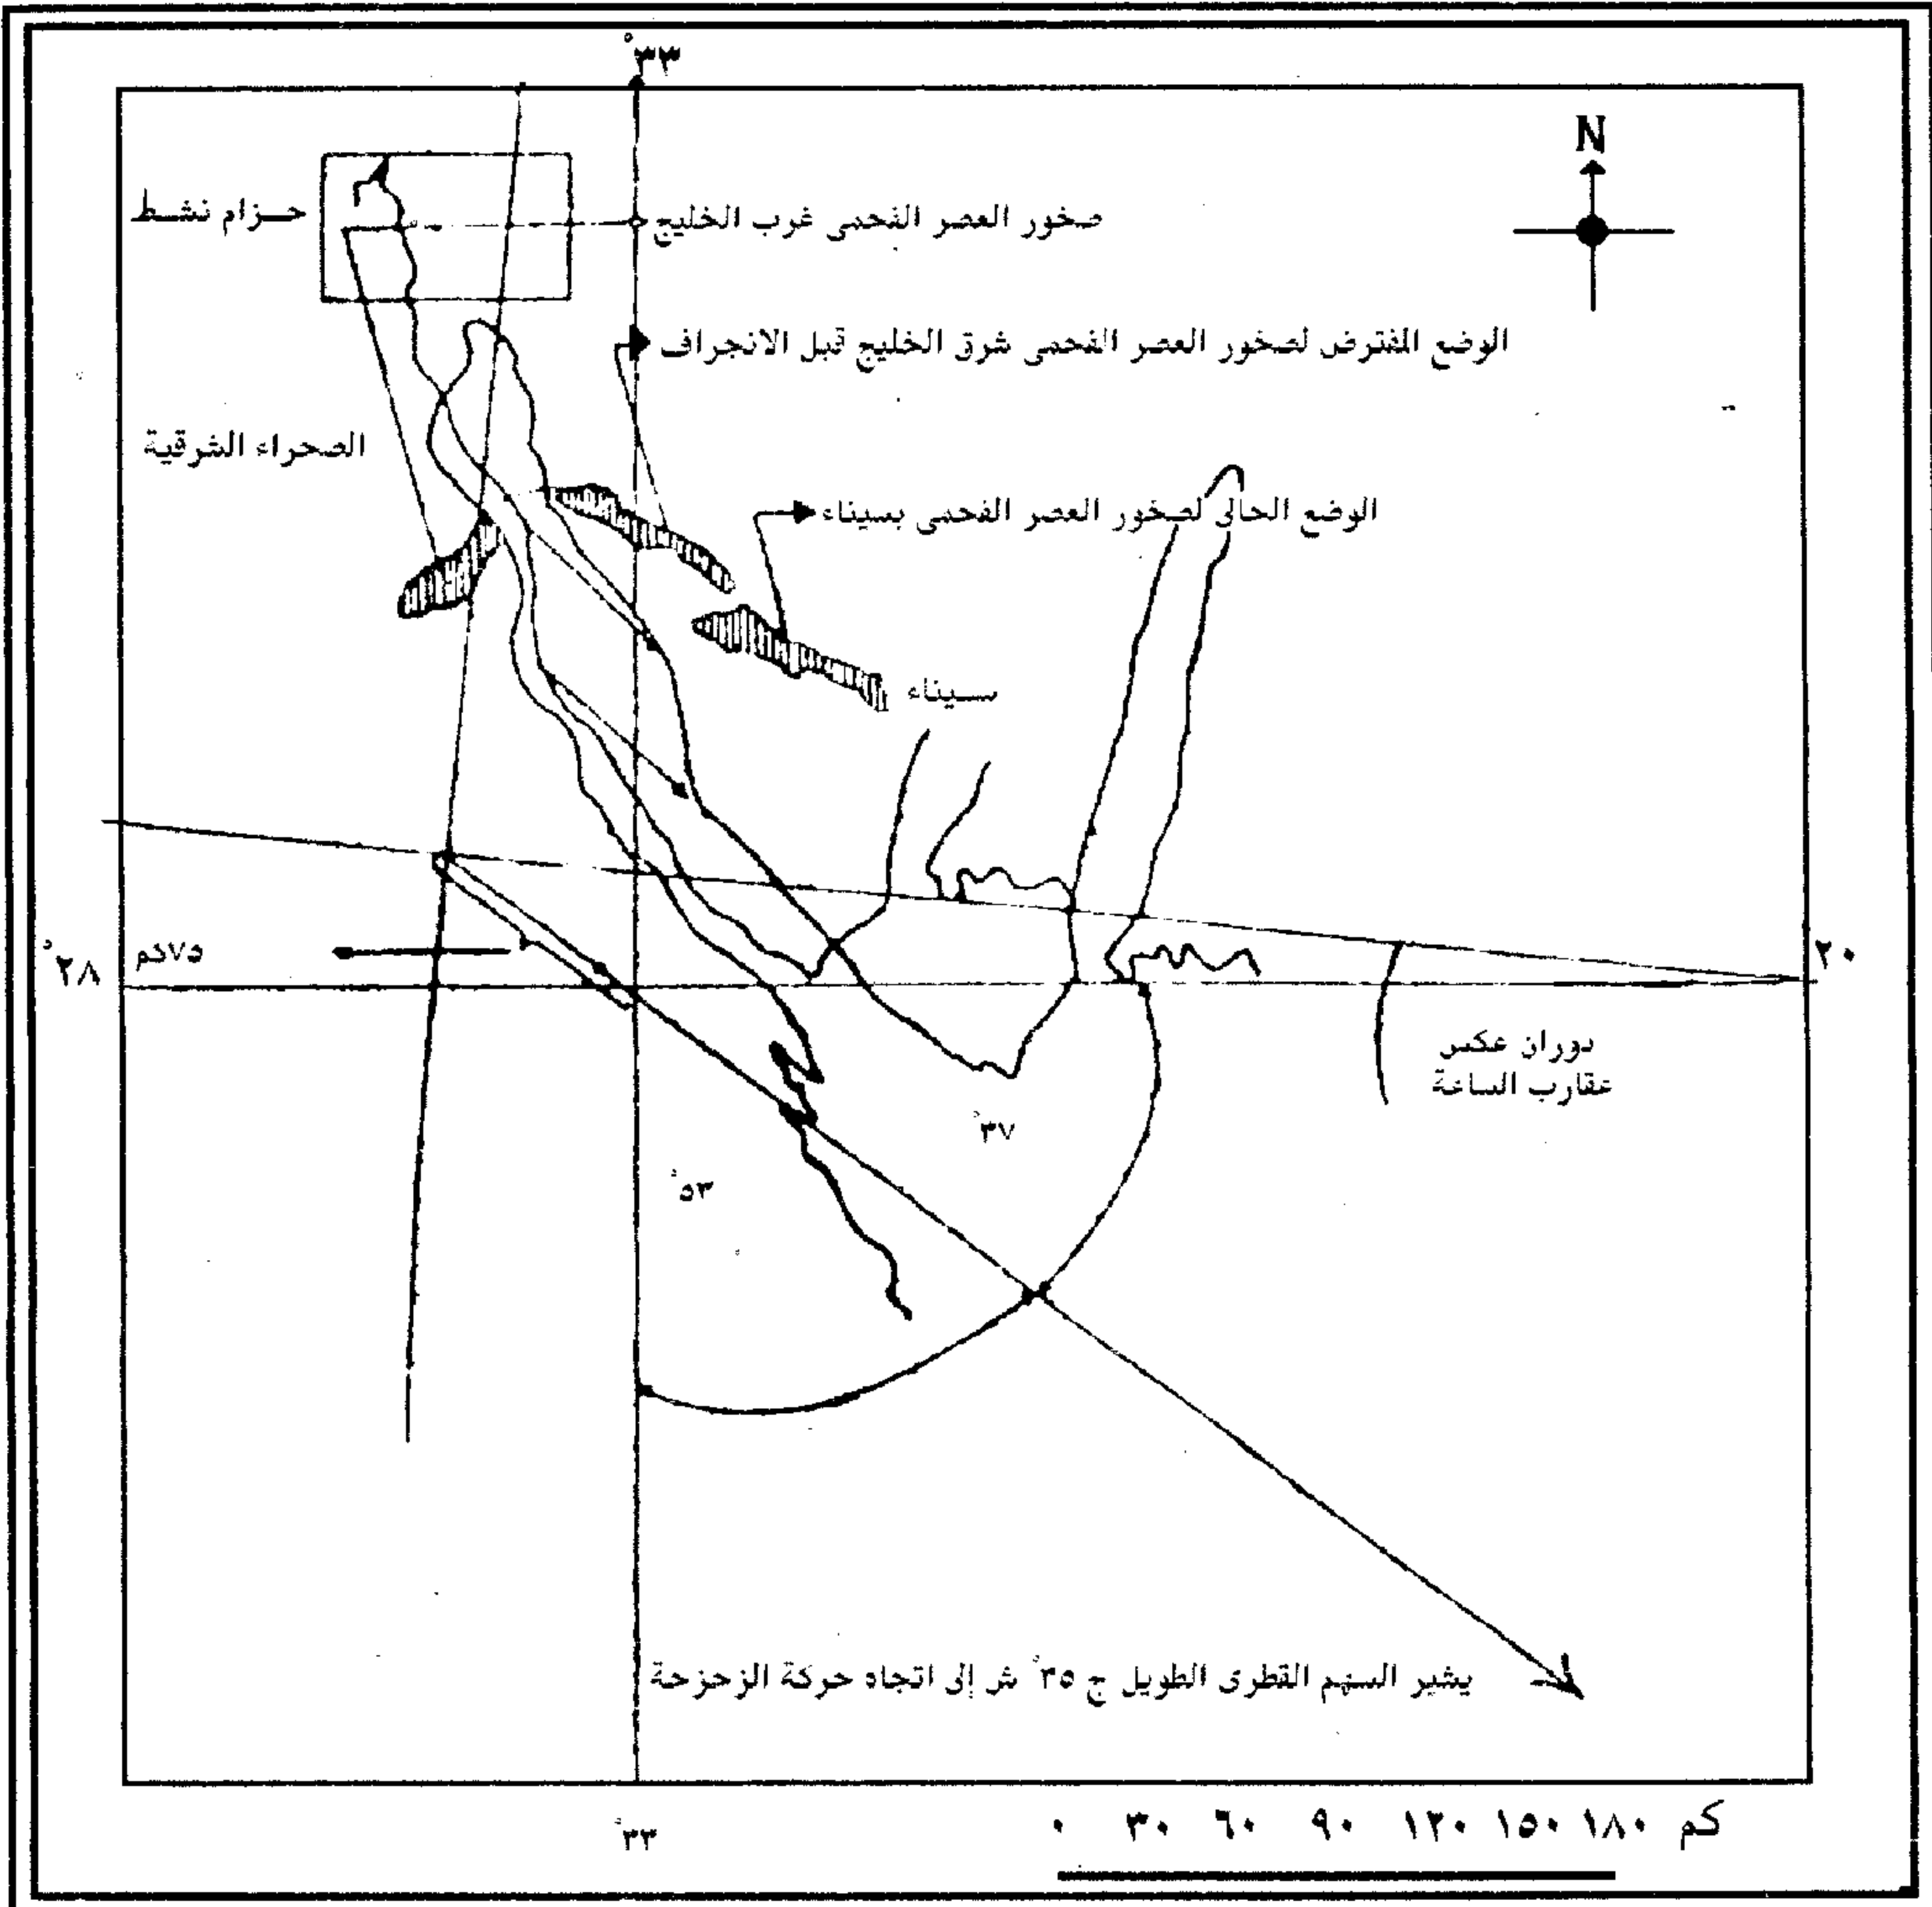 °٣٣
N
حزام نشط
صخور العصر الفحمى غرب الخليج
الوضع المفترض لصخور العصر الفحمى شرق الخليج قبل الانجراف
الصحراء الشرقية
الوضع الحالى لصخور العصر الفحمى بسيناء
سيناء
°٢٨
٧٥كم
٢٠
دوران عكس
عقارب الساعة
°٣٧
°٥٣
يشير السهم القطرى الطويل ج ٣٥° ش إلى اتجاه حركة الزحزحة
°٣٣
٠ ٣٠ ٦٠ ٩٠ ١٢٠ ١٥٠ ١٨٠ كم